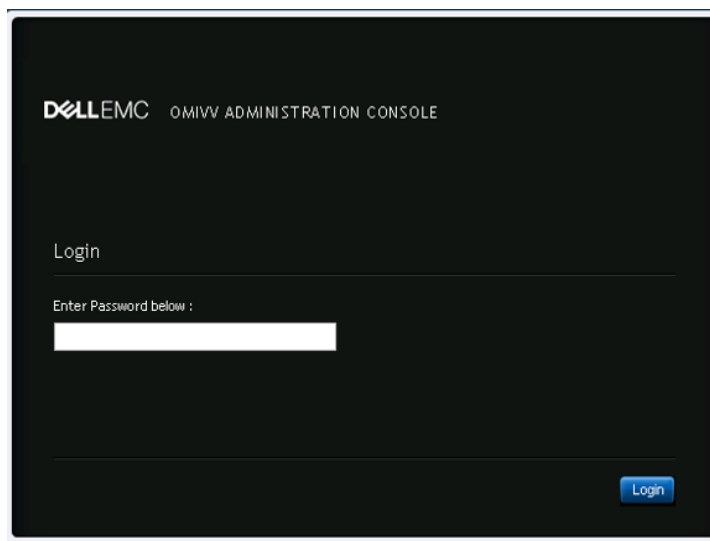 DELLEMC OMIVV ADMINISTRATION CONSOLE
Login
Enter Password below :
Login